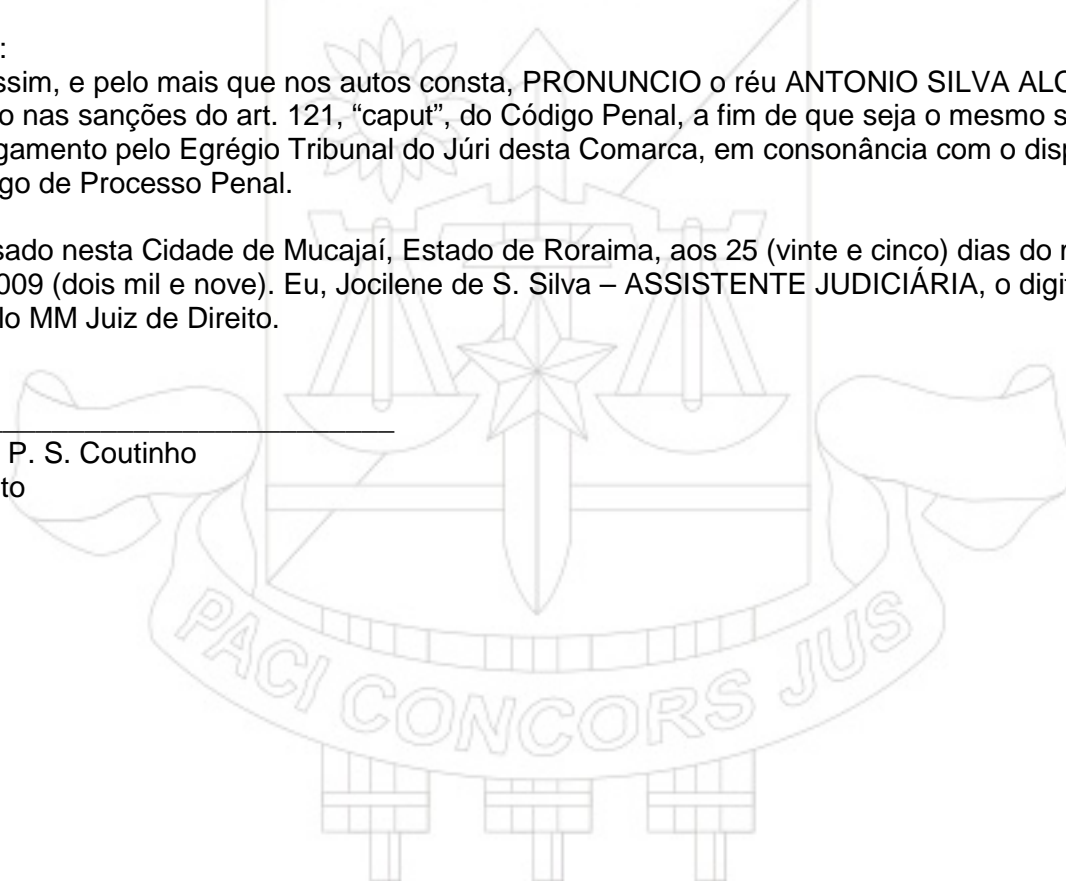 :
ssim, e pelo mais que nos autos consta, PRONUNCIO o réu ANTONIO SILVA ALC
o nas sanções do art. 121, “caput”, do Código Penal, a fim de que seja o mesmo s
gamento pelo Egrégio Tribunal do Júri desta Comarca, em consonância com o disp
go de Processo Penal.
sado nesta Cidade de Mucajaí, Estado de Roraima, aos 25 (vinte e cinco) dias do
009 (dois mil e nove). Eu, Jocilene de S. Silva – ASSISTENTE JUDICIÁRIA, o digit
lo MM Juiz de Direito.
P. S. Coutinho
to
PACI CONCORS JUS